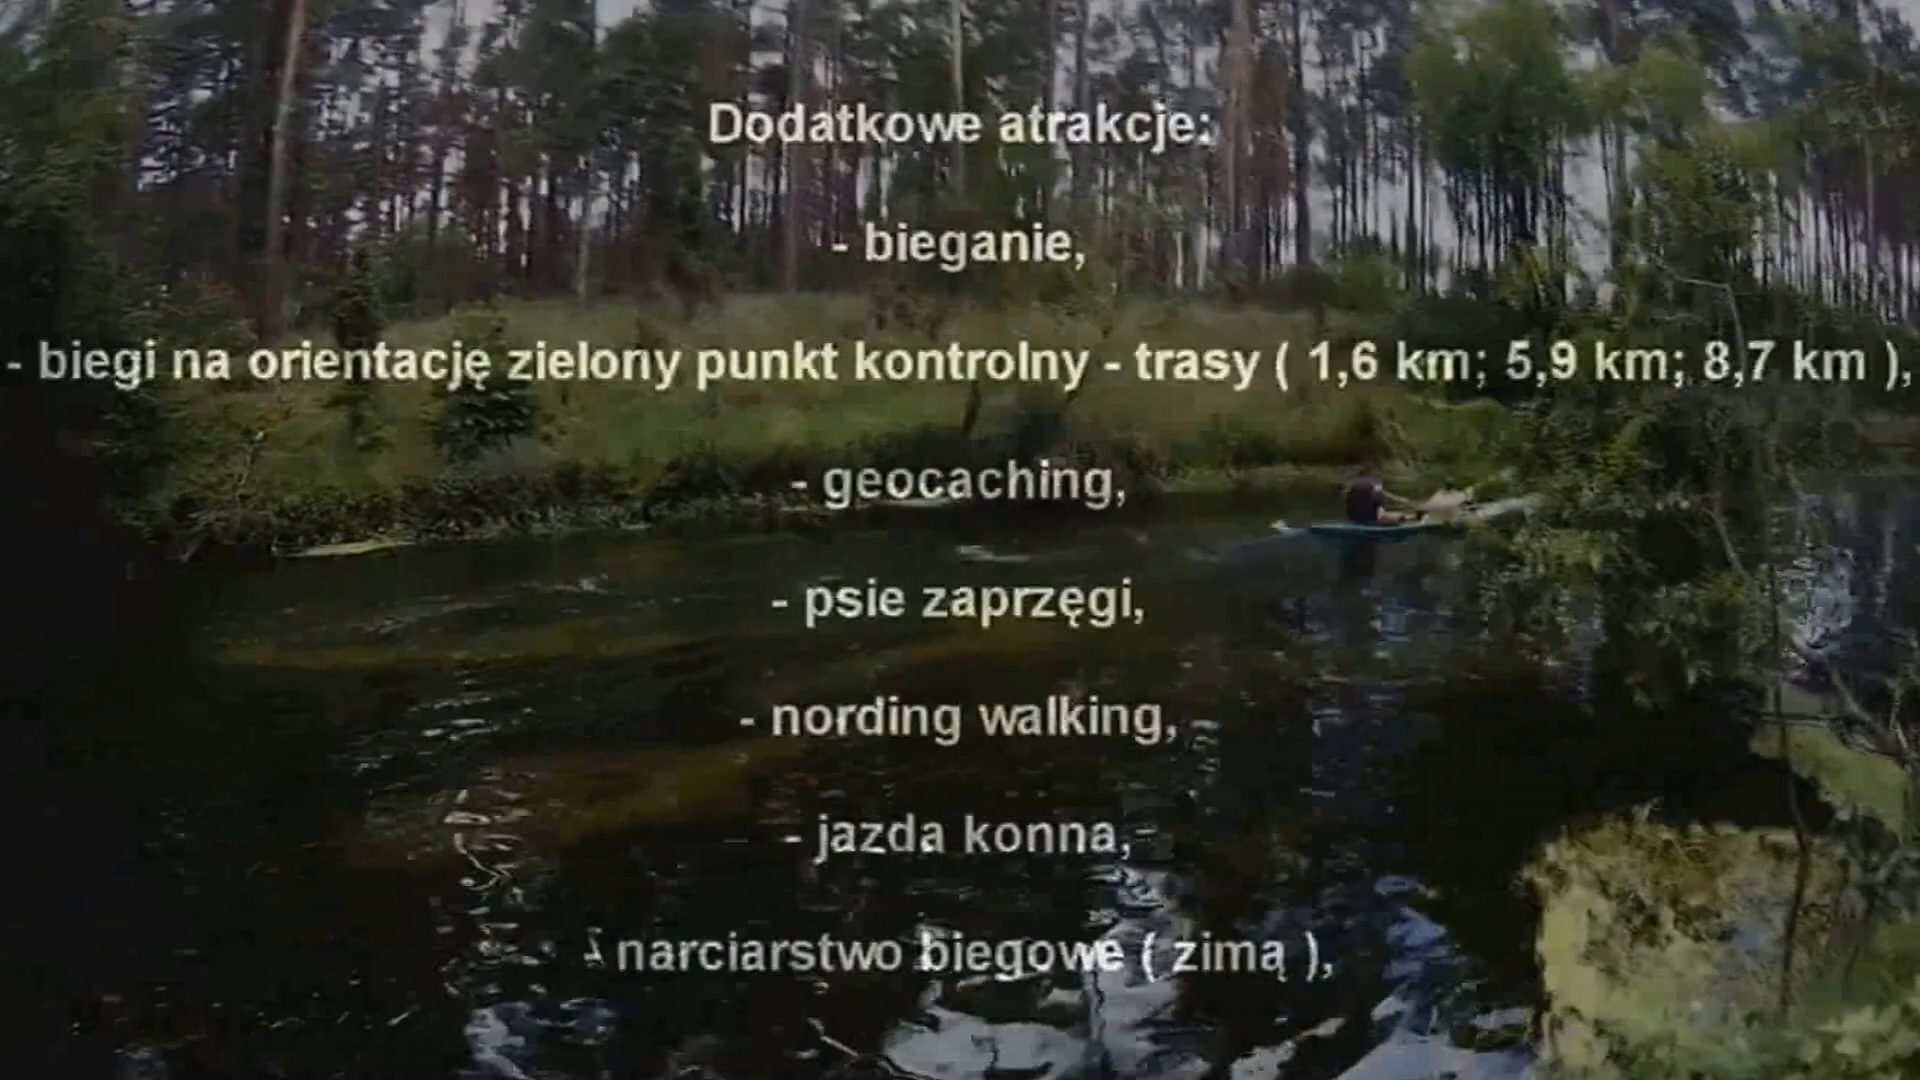 Dodatkowe atrakcje:
- bieganie,
- biegi na orientację zielony punkt kontrolny - trasy ( 1,6 km; 5,9 km; 8,7 km ),
- geocaching,
- psie zaprzęgi,
- nording walking,
- jazda konna,
- narciarstwo biegowe ( zimą ),